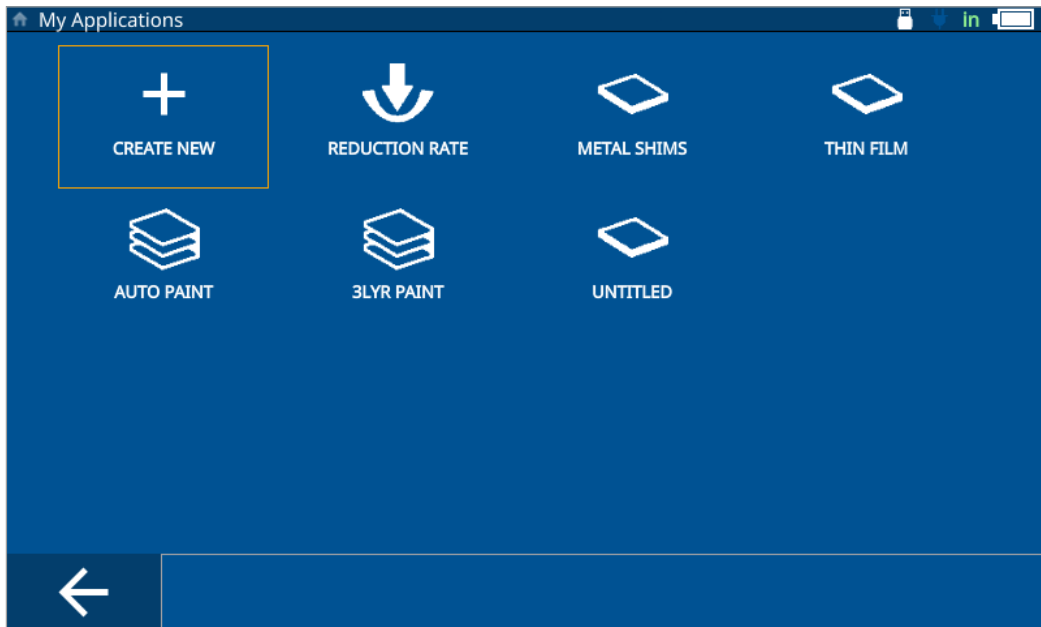 My Applications
in
CREATE NEW
REDUCTION RATE
METAL SHIMS
THIN FILM
AUTO PAINT
3LYR PAINT
UNTITLED